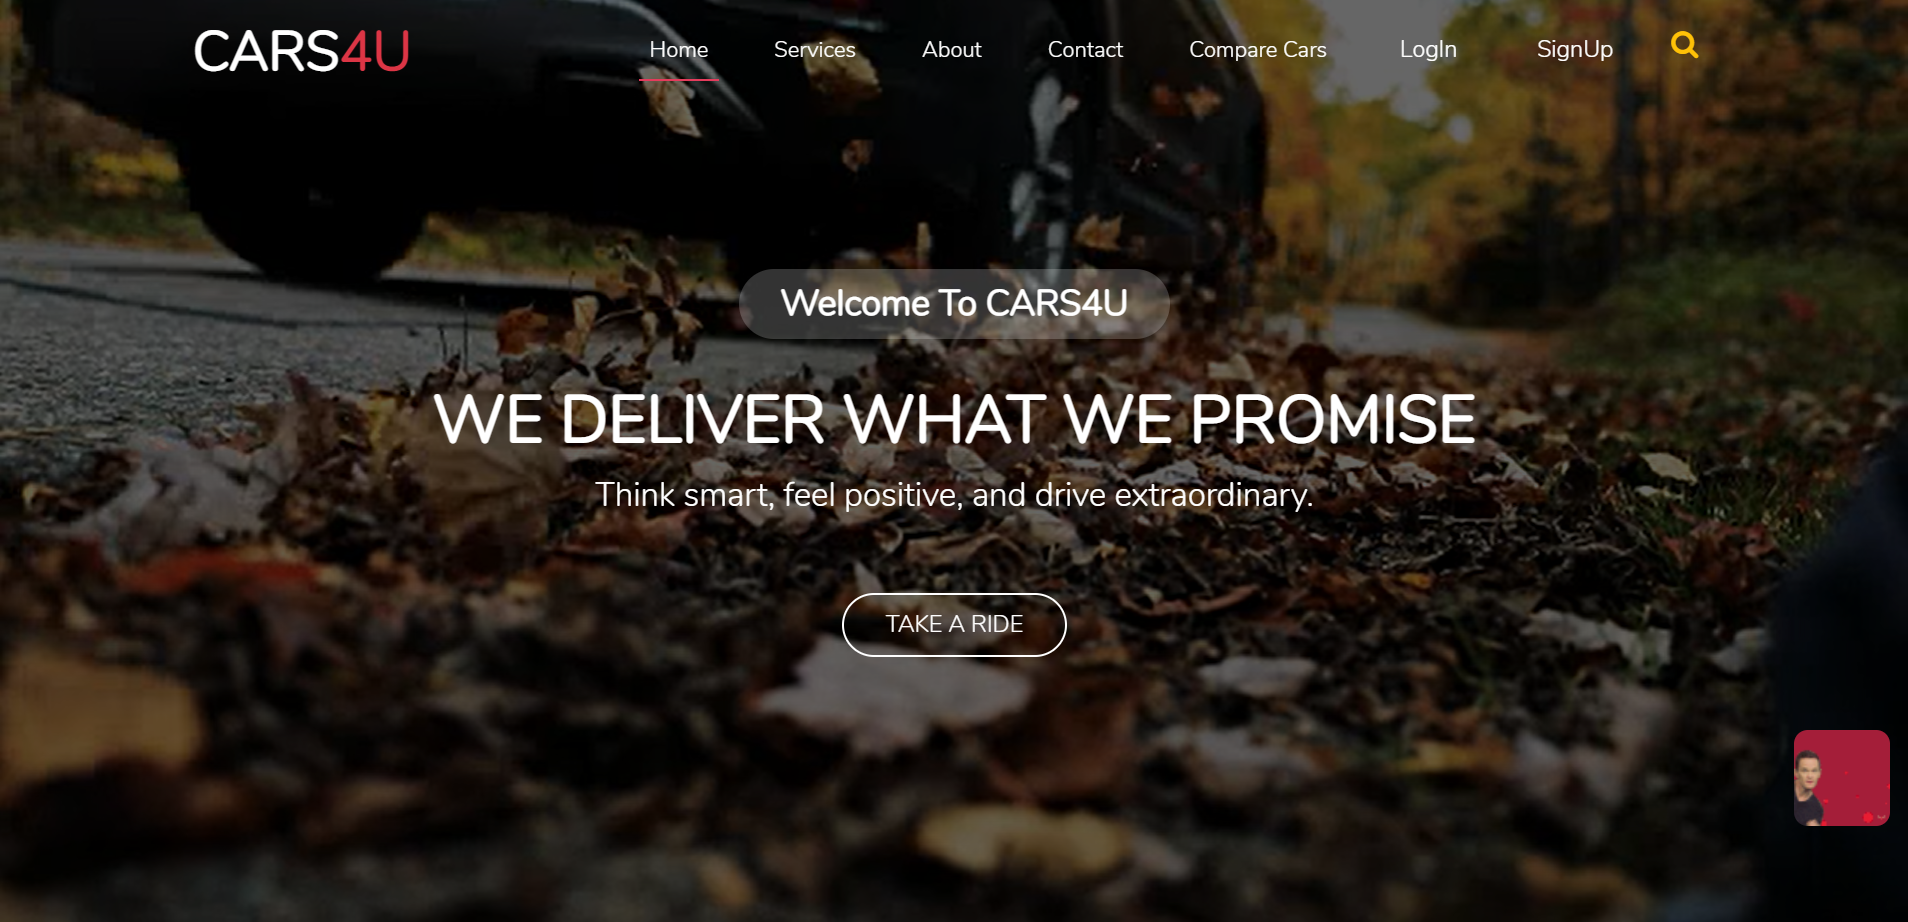 CARS4U
Home Services About Contact Compare Cars LogIn SignUp
Welcome To CARS4U
WE DELIVER WHAT WE PROMISE
Think smart, feel positive, and drive extraordinary.
TAKE A RIDE